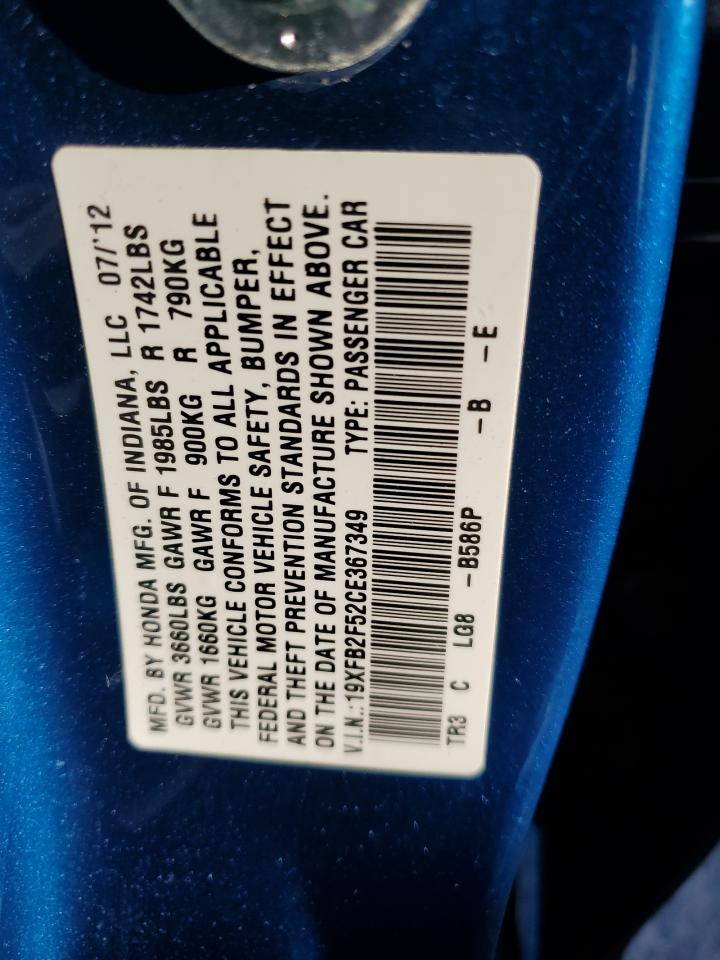 MFD. BY HONDA MFG. OF INDIANA, LLC 07/'12
GVWR 3660LBS GAWR F 1985LBS R 1742LBS
GVWR 1660KG GAWR F 900KG R 790KG
THIS VEHICLE CONFORMS TO ALL APPLICABLE
FEDERAL MOTOR VEHICLE SAFETY, BUMPER,
AND THEFT PREVENTION STANDARDS IN EFFECT
ON THE DATE OF MANUFACTURE SHOWN ABOVE.
V.I.N.:19XFB2F52CE367349 TYPE: PASSENGER CAR
TR3 C LG8 -B586P -B -E